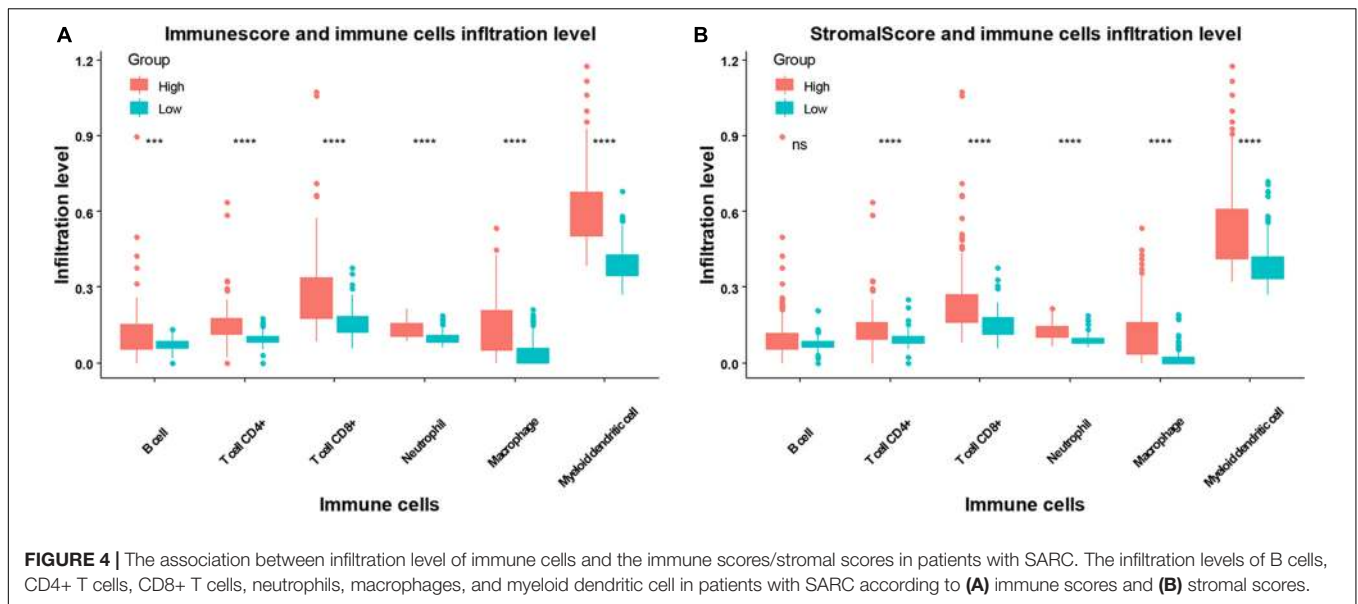 A
Immunescore and immune cells infltration level
1.2
0.9
0.6
0.3
0.0
Infiltration level
Group
High
Low
***
****
****
****
****
****
B cell
T cell CD4+
T cell CD8+
Neutrophil
Macrophage
Myeloid dendritic cell
Immune cells
B
StromalScore and immune cells infltration level
1.2
0.9
0.6
0.3
0.0
Infiltration level
Group
High
Low
ns
****
****
****
****
****
B cell
T cell CD4+
T cell CD8+
Neutrophil
Macrophage
Myeloid dendritic cell
Immune cells
FIGURE 4 | The association between infiltration level of immune cells and the immune scores/stromal scores in patients with SARC. The infiltration levels of B cells,
CD4+ T cells, CD8+ T cells, neutrophils, macrophages, and myeloid dendritic cell in patients with SARC according to (A) immune scores and (B) stromal scores.